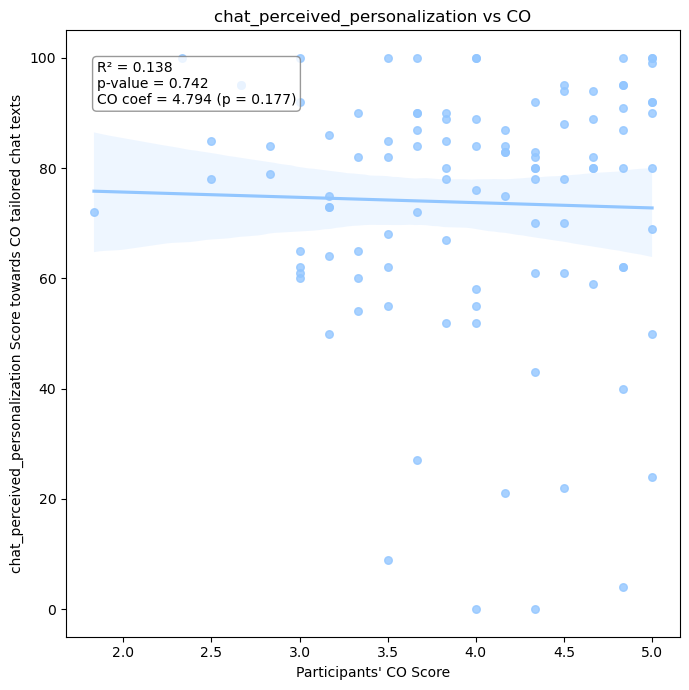 chat_perceived_personalization vs CO
R² = 0.138
p-value = 0.742
CO coef = 4.794 (p = 0.177)
chat_perceived_personalization Score towards CO tailored chat texts
100
80
60
40
20
0
2.0 2.5 3.0 3.5 4.0 4.5 5.0
Participants' CO Score